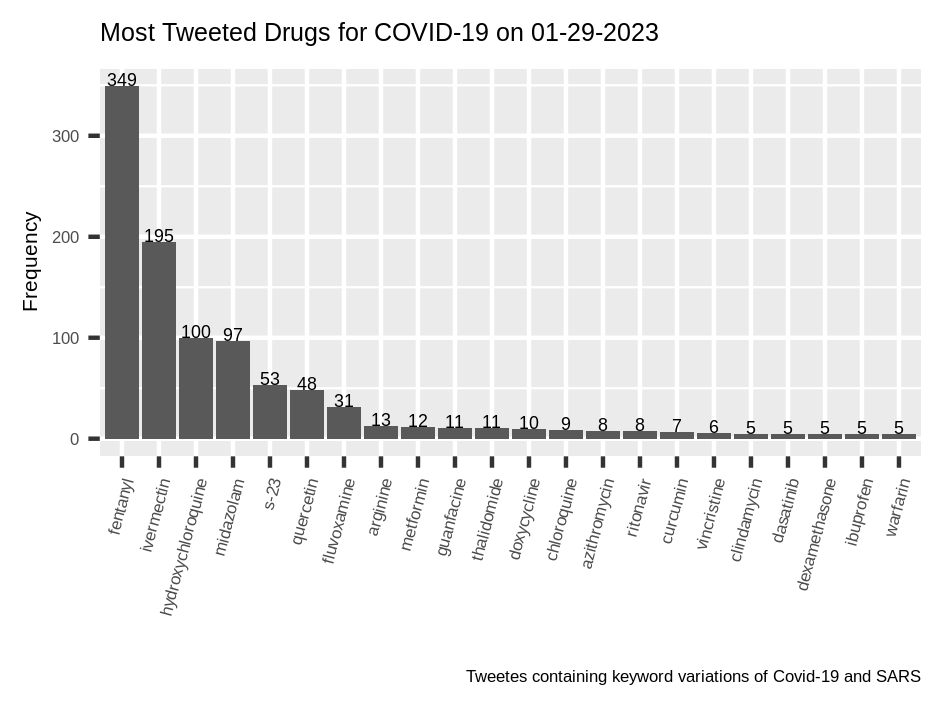 Most Tweeted Drugs for COVID-19 on 01-29-2023
Frequency
300
200
100
0
349
195
100
97
53
48
31
13
12
11
11
10
9
8
8
7
6
5
5
5
5
5
fentanyl
ivermectin
hydroxychloroquine
midazolam
s-23
quercetin
fluvoxamine
arginine
metformin
guanfacine
thalidomide
doxycycline
chloroquine
azithromycin
ritonavir
curcumin
vincristine
clindamycin
dasatinib
dexamethasone
ibuprofen
warfarin
Tweetes containing keyword variations of Covid-19 and SARS